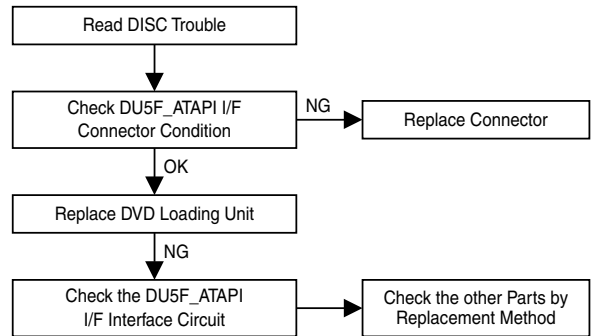 Read DISC Trouble
Check DU5F_ATAPI I/F
Connector Condition
NG
Replace Connector
OK
Replace DVD Loading Unit
NG
Check the DU5F_ATAPI
I/F Interface Circuit
Check the other Parts by
Replacement Method